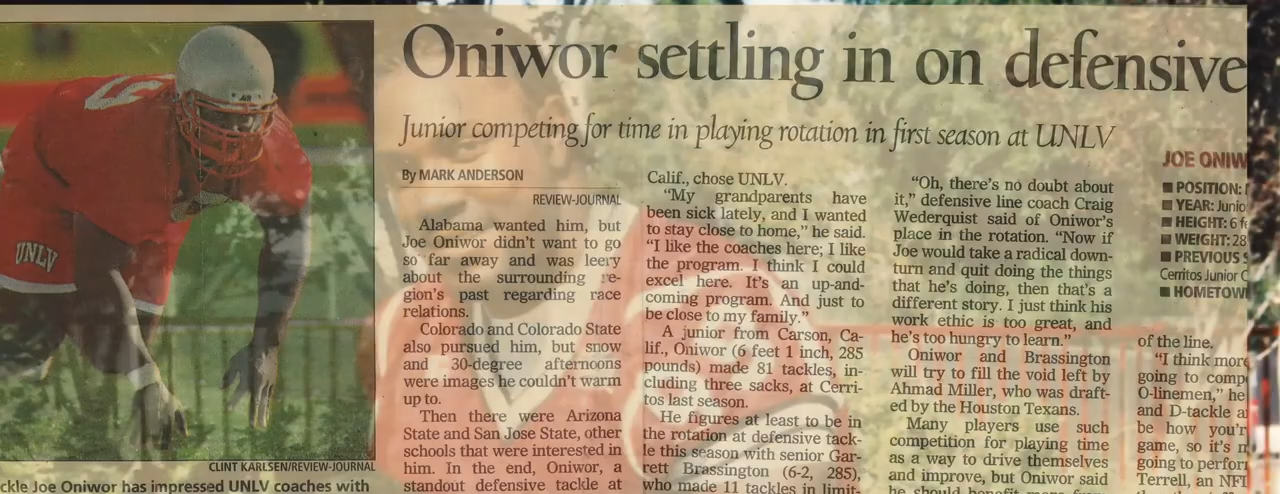 Oniwor settling in on defensive
Junior competing for time in playing rotation in first season at UNLV
UNLV
CLINT KARLSEN/REVIEW-JOURNAL
ckle Joe Oniwor has impressed UNLV coaches with
By MARK ANDERSON
REVIEW-JOURNAL
Alabama wanted him, but
Joe Oniwor didn't want to go
so far away and was leery
about the surrounding re-
gion's past regarding race
relations.
Colorado and Colorado State
also pursued him, but snow
and 30-degree afternoons
were images he couldn't warm
up to.
Then there were Arizona
State and San Jose State, other
schools that were interested in
him. In the end, Oniwor, a
standout defensive tackle at
Calif., chose UNLV.
"My grandparents have
been sick lately, and I wanted
to stay close to home," he said.
"I like the coaches here; I like
the program. I think I could
excel here. It's an up-and-
coming program. And just to
be close to my family."
A junior from Carson, Ca-
lif., Oniwor (6 feet 1 inch, 285
pounds) made 81 tackles, in-
cluding three sacks, at Cerri-
tos last season.
He figures at least to be in
the rotation at defensive tack-
le this season with senior Gar-
rett Brassington (6-2, 285),
who made 11 tackles in limit-
"Oh, there's no doubt about
it," defensive line coach Craig
Wederquist said of Oniwor's
place in the rotation. "Now if
Joe would take a radical down-
turn and quit doing the things
that he's doing, then that's a
different story. I just think his
work ethic is too great, and
he's too hungry to learn."
Oniwor and Brassington
will try to fill the void left by
Ahmad Miller, who was draft-
ed by the Houston Texans.
Many players use such
competition for playing time
as a way to drive themselves
and improve, but Oniwor said
he should benefit more from
JOE ONIW
■ POSITION:
■ YEAR: Junio
■ HEIGHT: 6 f
■ WEIGHT: 28
■ PREVIOUS S
Cerritos Junior C
■ HOMETOW
of the line.
"I think more
going to comp
O-linemen," he
and D-tackle a
be how you'r
game, so it's n
going to perfor
Terrell, an NFL